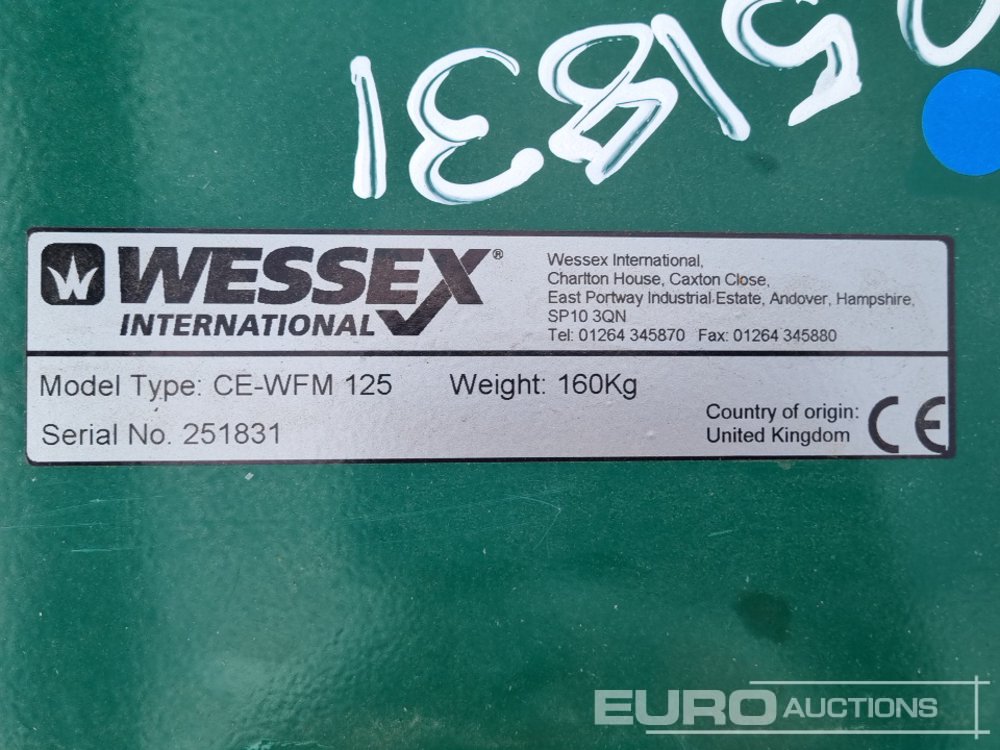 51831
WESSEX®
INTERNATIONAL
Wessex International,
Charlton House, Caxton Close,
East Portway Industrial Estate, Andover, Hampshire,
SP10 3QN
Tel: 01264 345870 Fax: 01264 345880
Model Type: CE-WFM 125 Weight: 160Kg
Serial No. 251831
Country of origin:
United Kingdom
CE
EURO AUCTIONS